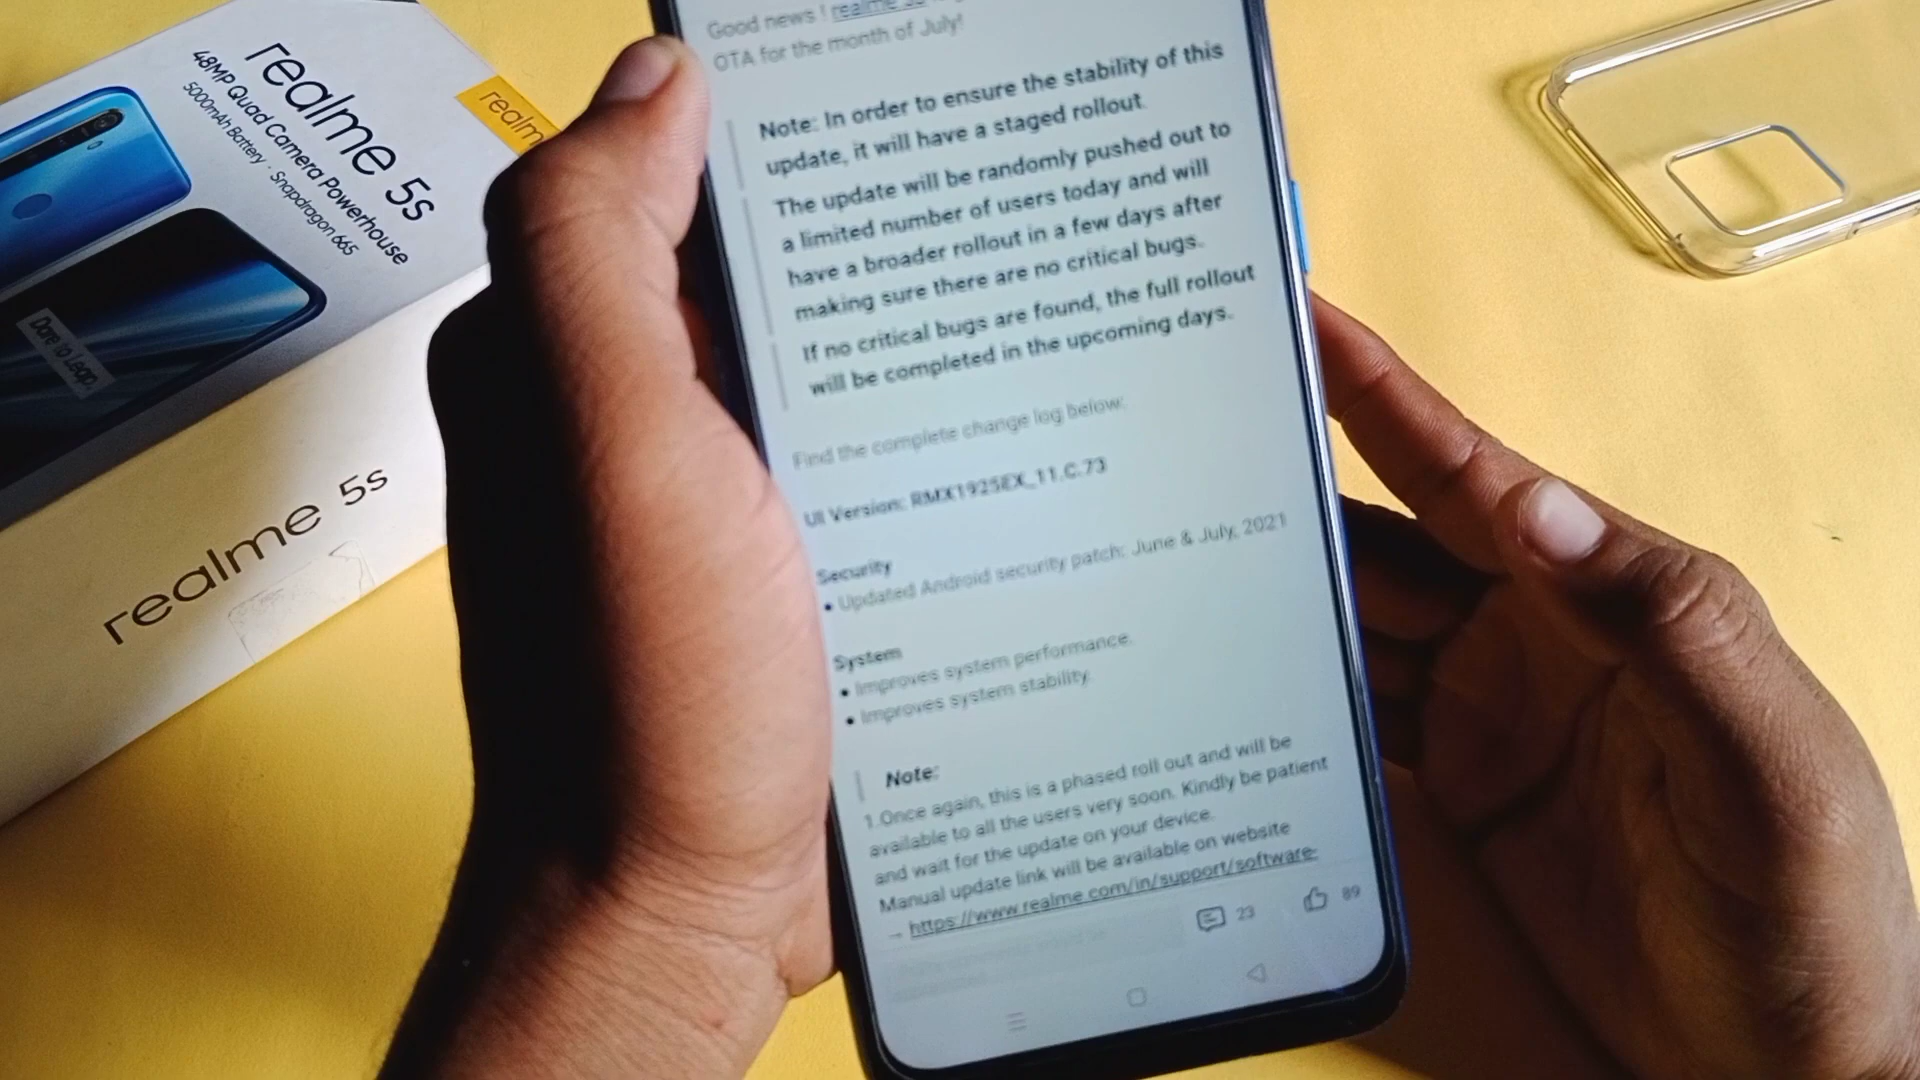 realme 5s
48MP Quad Camera Powerhouse
5000mAh Battery · Snapdragon 665
realm
Dare to Leap
realme 5s
Good news ! realme
OTA for the month of July!
Note: In order to ensure the stability of this
update, it will have a staged rollout.
The update will be randomly pushed out to
a limited number of users today and will
have a broader rollout in a few days after
making sure there are no critical bugs.
If no critical bugs are found, the full rollout
will be completed in the upcoming days.
Find the complete change log below:
UI Version: RMX1925EX_11.C.73
Security
• Updated Android security patch: June & July, 2021
System
• Improves system performance.
• Improves system stability.
Note:
1.Once again, this is a phased roll out and will be
available to all the users very soon. Kindly be patient
and wait for the update on your device.
Manual update link will be available on website
→ https://www.realme.com/in/support/software-
23
89